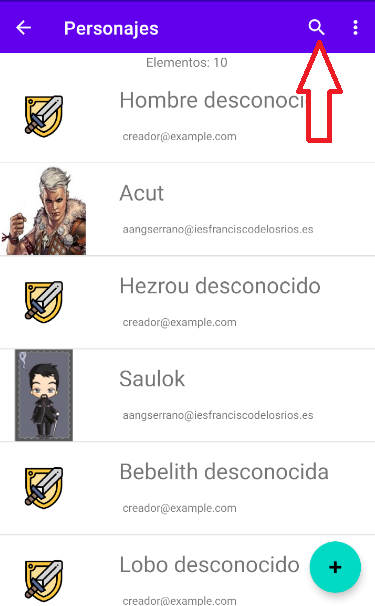 Personajes
Elementos: 10
Hombre desconoci
creador@example.com
Acut
aangserrano@iesfranciscodelosrios.es
Hezrou desconocido
creador@example.com
Saulok
aangserrano@iesfranciscodelosrios.es
Bebelith desconocida
creador@example.com
Lobo desconocido
creador@example.com